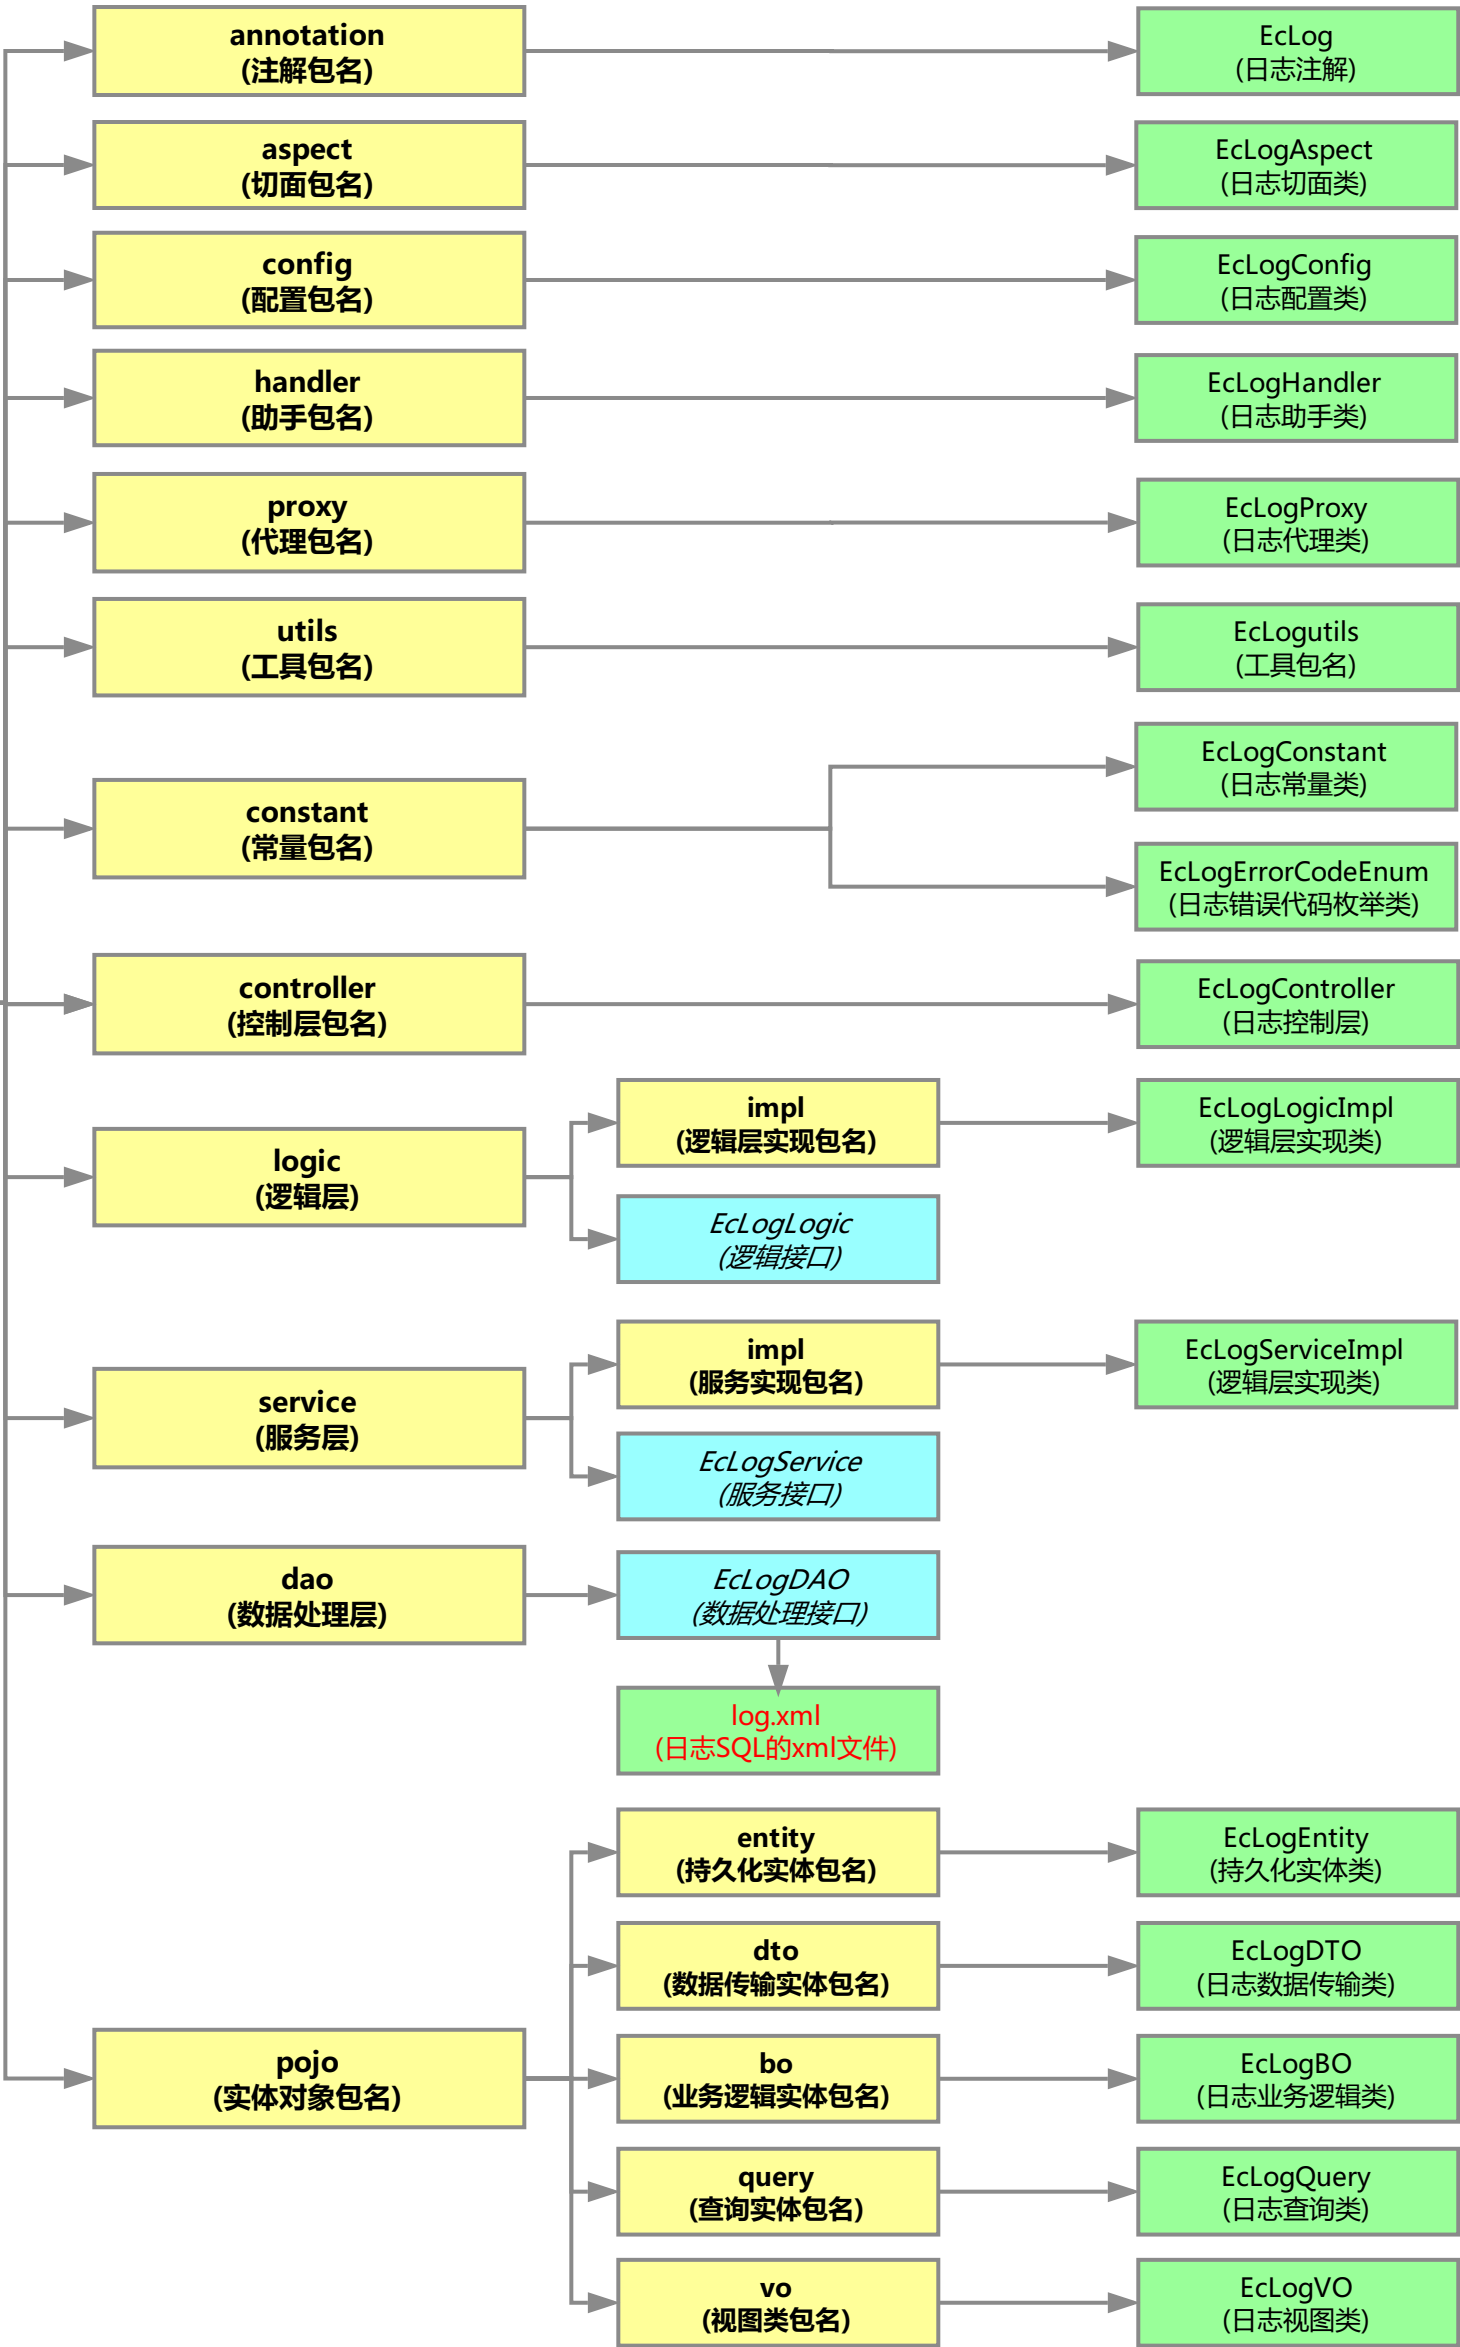 annotation
(注解包名)
EcLog
(日志注解)
aspect
(切面包名)
EcLogAspect
(日志切面类)
config
(配置包名)
EcLogConfig
(日志配置类)
handler
(助手包名)
EcLogHandler
(日志助手类)
proxy
(代理包名)
EcLogProxy
(日志代理类)
utils
(工具包名)
EcLogutils
(工具包名)
constant
(常量包名)
EcLogConstant
(日志常量类)
EcLogErrorCodeEnum
(日志错误代码枚举类)
controller
(控制层包名)
EcLogController
(日志控制层)
logic
(逻辑层)
impl
(逻辑层实现包名)
EcLogLogicImpl
(逻辑层实现类)
EcLogLogic
(逻辑接口)
service
(服务层)
impl
(服务实现包名)
EcLogServiceImpl
(逻辑层实现类)
EcLogService
(服务接口)
dao
(数据处理层)
EcLogDAO
(数据处理接口)
log.xml
(日志SQL的xml文件)
pojo
(实体对象包名)
entity
(持久化实体包名)
EcLogEntity
(持久化实体类)
dto
(数据传输实体包名)
EcLogDTO
(日志数据传输类)
bo
(业务逻辑实体包名)
EcLogBO
(日志业务逻辑类)
query
(查询实体包名)
EcLogQuery
(日志查询类)
vo
(视图类包名)
EcLogVO
(日志视图类)